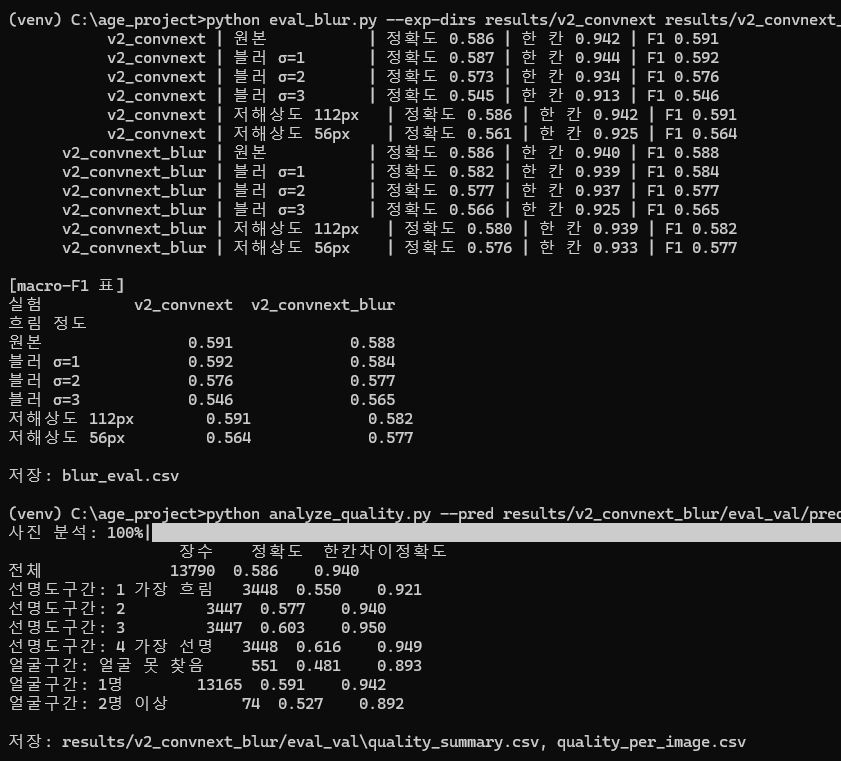 (venv) C:\age_project>python eval_blur.py --exp-dirs results/v2_convnext results/v2_convnext_
v2_convnext | 원본 | 정확도 0.586 | 한 칸 0.942 | F1 0.591
v2_convnext | 블러 σ=1 | 정확도 0.587 | 한 칸 0.944 | F1 0.592
v2_convnext | 블러 σ=2 | 정확도 0.573 | 한 칸 0.934 | F1 0.576
v2_convnext | 블러 σ=3 | 정확도 0.545 | 한 칸 0.913 | F1 0.546
v2_convnext | 저해상도 112px | 정확도 0.586 | 한 칸 0.942 | F1 0.591
v2_convnext | 저해상도 56px | 정확도 0.561 | 한 칸 0.925 | F1 0.564
v2_convnext_blur | 원본 | 정확도 0.586 | 한 칸 0.940 | F1 0.588
v2_convnext_blur | 블러 σ=1 | 정확도 0.582 | 한 칸 0.939 | F1 0.584
v2_convnext_blur | 블러 σ=2 | 정확도 0.577 | 한 칸 0.937 | F1 0.577
v2_convnext_blur | 블러 σ=3 | 정확도 0.566 | 한 칸 0.925 | F1 0.565
v2_convnext_blur | 저해상도 112px | 정확도 0.580 | 한 칸 0.939 | F1 0.582
v2_convnext_blur | 저해상도 56px | 정확도 0.576 | 한 칸 0.933 | F1 0.577
[macro-F1 표]
실험 v2_convnext v2_convnext_blur
흐림 정도
원본 0.591 0.588
블러 σ=1 0.592 0.584
블러 σ=2 0.576 0.577
블러 σ=3 0.546 0.565
저해상도 112px 0.591 0.582
저해상도 56px 0.564 0.577
저장: blur_eval.csv
(venv) C:\age_project>python analyze_quality.py --pred results/v2_convnext_blur/eval_val/pred
사진 분석: 100%|
장수 정확도 한칸차이정확도
전체 13790 0.586 0.940
선명도구간: 1 가장 흐림 3448 0.550 0.921
선명도구간: 2 3447 0.577 0.940
선명도구간: 3 3447 0.603 0.950
선명도구간: 4 가장 선명 3448 0.616 0.949
얼굴구간: 얼굴 못 찾음 551 0.481 0.893
얼굴구간: 1명 13165 0.591 0.942
얼굴구간: 2명 이상 74 0.527 0.892
저장: results/v2_convnext_blur/eval_val\quality_summary.csv, quality_per_image.csv